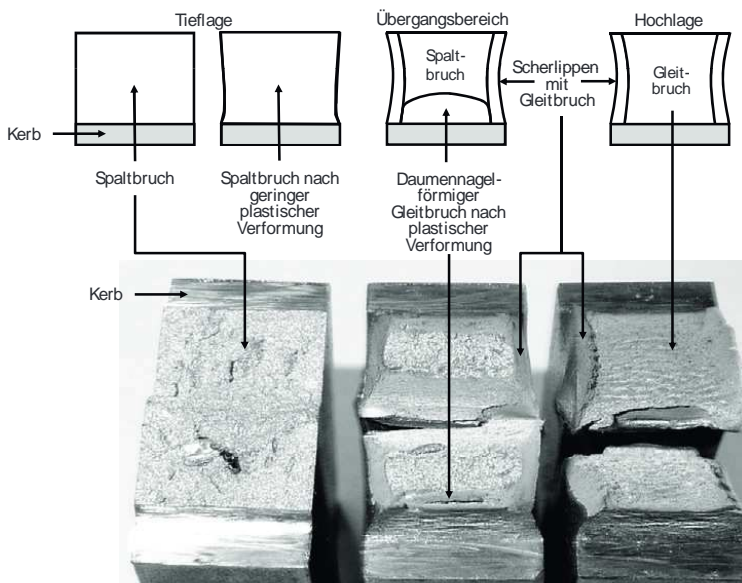 Tieflage
Übergangsbereich
Hochlage
Spalt-
bruch
Scherlippen
mit
Gleitbruch
Gleit-
bruch
Kerb
Spaltbruch
Spaltbruch nach
geringer
plastischer
Verformung
Daumennagel-
förmiger
Gleitbruch nach
plastischer
Verformung
Kerb